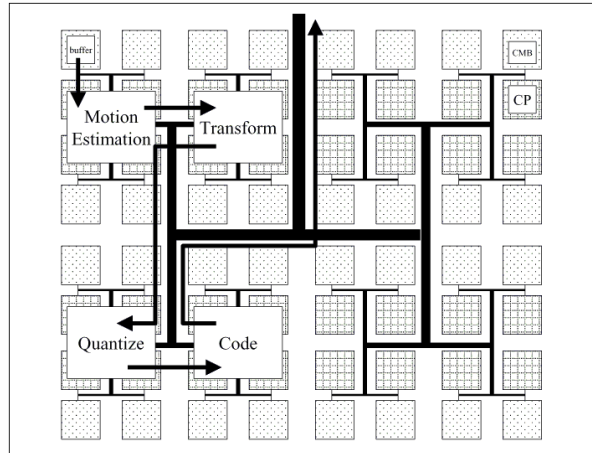 buffer
CMB
CP
Motion
Estimation
Transform
Quantize
Code